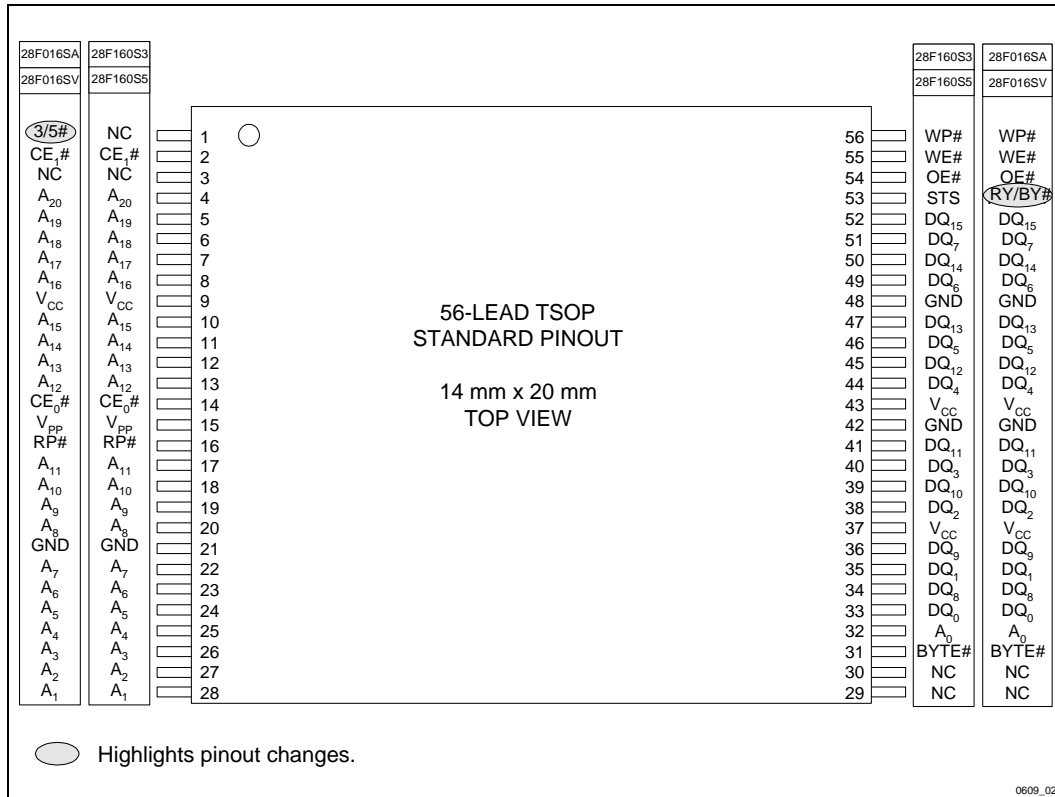 28F016SA 28F160S3 28F160S3 28F016SA
28F016SV 28F160S5 28F160S5 28F016SV
3/5# NC 1 56 WP# WP#
CE₁# CE₁# 2 55 WE# WE#
NC NC 3 54 OE# OE#
A₂₀ A₂₀ 4 53 STS RY/BY#
A₁₉ A₁₉ 5 52 DQ₁₅ DQ₁₅
A₁₈ A₁₈ 6 51 DQ₇ DQ₇
A₁₇ A₁₇ 7 50 DQ₁₄ DQ₁₄
A₁₆ A₁₆ 8 49 DQ₆ DQ₆
V_CC V_CC 9 48 GND GND
A₁₅ A₁₅ 10 47 DQ₁₃ DQ₁₃
A₁₄ A₁₄ 11 46 DQ₅ DQ₅
A₁₃ A₁₃ 12 45 DQ₁₂ DQ₁₂
A₁₂ A₁₂ 13 44 DQ₄ DQ₄
CE₀# CE₀# 14 43 V_CC V_CC
V_PP V_PP 15 42 GND GND
RP# RP# 16 41 DQ₁₁ DQ₁₁
A₁₁ A₁₁ 17 40 DQ₃ DQ₃
A₁₀ A₁₀ 18 39 DQ₁₀ DQ₁₀
A₉ A₉ 19 38 DQ₂ DQ₂
A₈ A₈ 20 37 V_CC V_CC
GND GND 21 36 DQ₉ DQ₉
A₇ A₇ 22 35 DQ₁ DQ₁
A₆ A₆ 23 34 DQ₈ DQ₈
A₅ A₅ 24 33 DQ₀ DQ₀
A₄ A₄ 25 32 A₀ A₀
A₃ A₃ 26 31 BYTE# BYTE#
A₂ A₂ 27 30 NC NC
A₁ A₁ 28 29 NC NC
56-LEAD TSOP
STANDARD PINOUT
14 mm x 20 mm
TOP VIEW
Highlights pinout changes.
0609_02